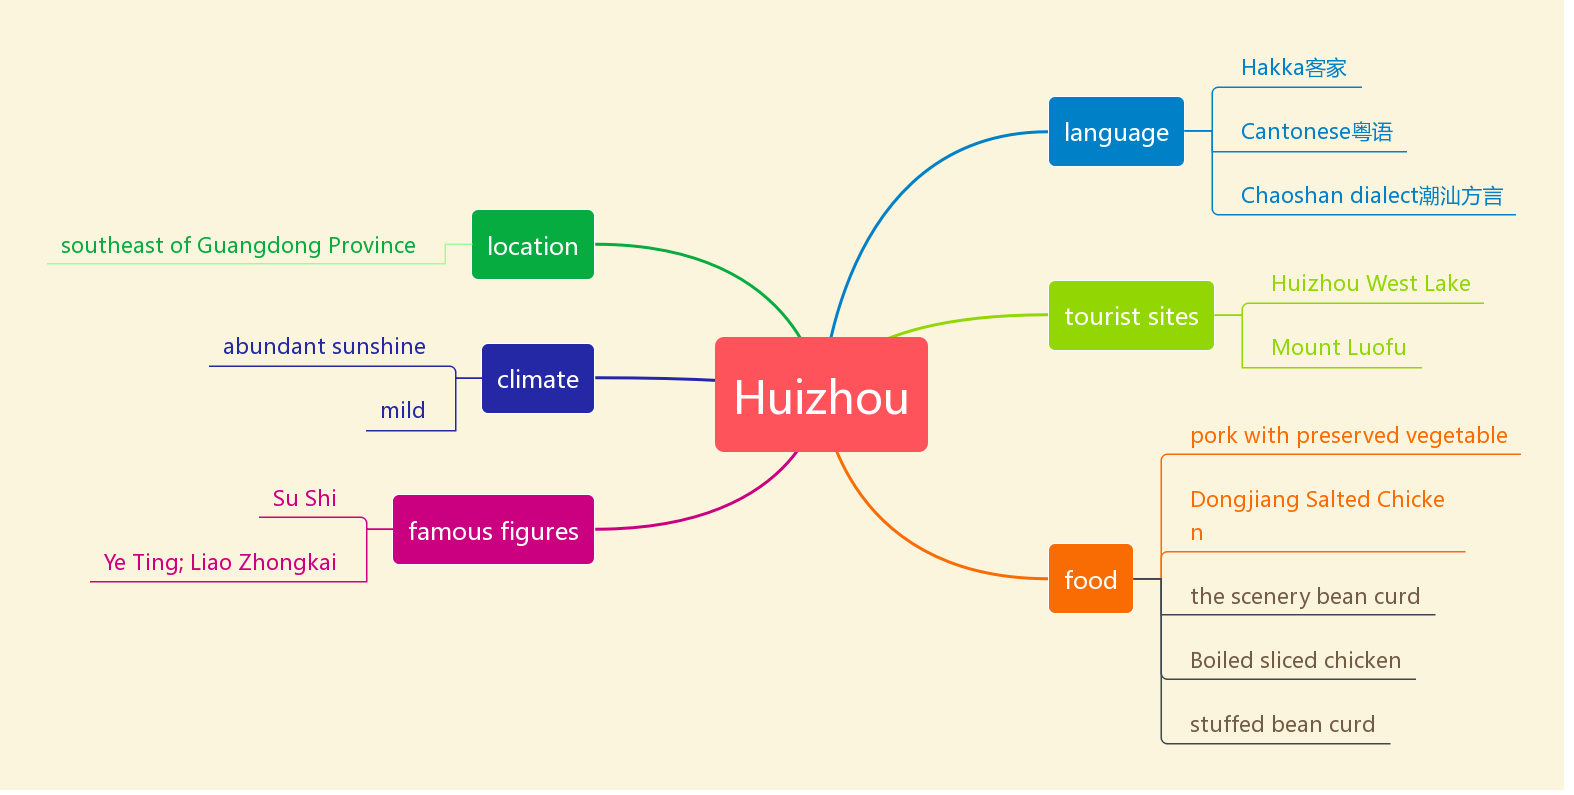 Huizhou
location
southeast of Guangdong Province
climate
abundant sunshine
mild
famous figures
Su Shi
Ye Ting; Liao Zhongkai
language
Hakka客家
Cantonese粤语
Chaoshan dialect潮汕方言
tourist sites
Huizhou West Lake
Mount Luofu
food
pork with preserved vegetable
Dongjiang Salted Chicke
n
the scenery bean curd
Boiled sliced chicken
stuffed bean curd